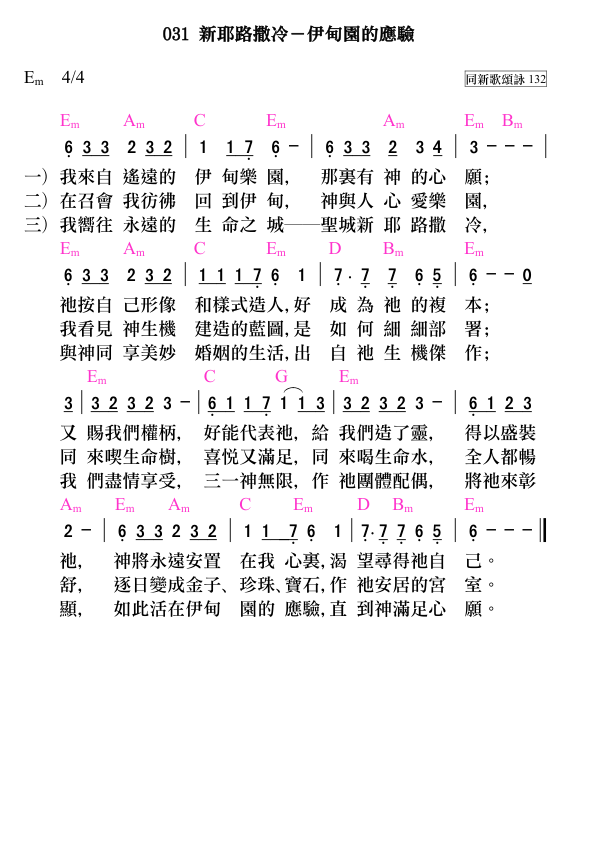 031 新耶路撒冷－伊甸園的應驗
Em 4/4 同新歌頌詠 132
Em Am C Em Am Em Bm
6 3 3 2 3 2 | 1 1 7 6 - | 6 3 3 2 3 4 | 3 - - - |
一）我來自 遙遠的 伊 甸樂 園， 那裏有 神 的心 願；
二）在召會 我彷彿 回 到伊 甸， 神與人 心 愛樂 園，
三）我嚮往 永遠的 生 命之 城──聖城新 耶 路撒 冷，
Em Am C Em D Bm Em
6 3 3 2 3 2 | 1 1 1 7 6 1 | 7 · 7 7 6 5 | 6 - - 0
祂按自 己形像 和樣式造人，好 成 為 祂 的複 本；
我看見 神生機 建造的藍圖，是 如 何 細 細部 署；
與神同 享美妙 婚姻的生活，出 自 祂 生 機傑 作；
Em C G Em
3 | 3 2 3 2 3 - | 6 1 1 7 1 1 3 | 3 2 3 2 3 - | 6 1 2 3
又 賜我們權柄， 好能代表祂，給 我們造了靈， 得以盛裝
同 來喫生命樹， 喜悅又滿足，同 來喝生命水， 全人都暢
我 們盡情享受， 三一神無限，作 祂團體配偶， 將祂來彰
Am Em Am C Em D Bm Em
2 - | 6 3 3 2 3 2 | 1 1 7 6 1 | 7· 7 7 6 5 | 6 - - - ‖
祂， 神將永遠安置 在我 心裏，渴 望尋得祂自 己。
舒， 逐日變成金子、珍珠、寶石，作 祂安居的宮 室。
顯， 如此活在伊甸 園的 應驗，直 到神滿足心 願。